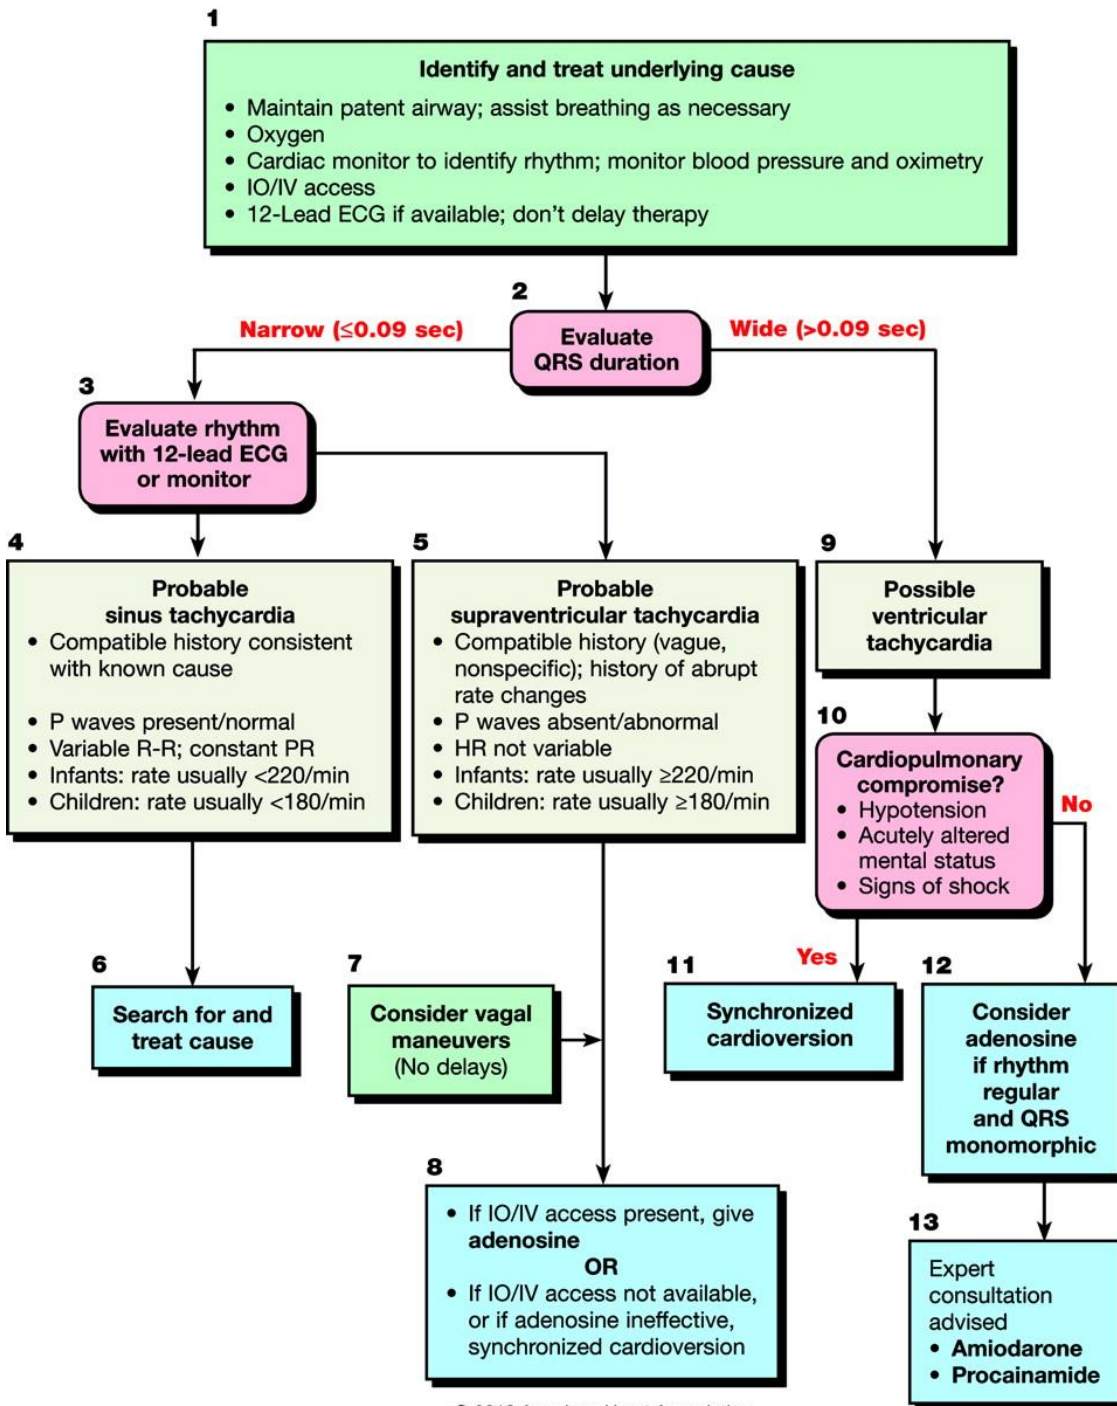 1
Identify and treat underlying cause
• Maintain patent airway; assist breathing as necessary
• Oxygen
• Cardiac monitor to identify rhythm; monitor blood pressure and oximetry
• IO/IV access
• 12-Lead ECG if available; don't delay therapy
2
Narrow (≤0.09 sec)
Evaluate
QRS duration
Wide (>0.09 sec)
3
Evaluate rhythm
with 12-lead ECG
or monitor
4
Probable
sinus tachycardia
• Compatible history consistent
with known cause
• P waves present/normal
• Variable R-R; constant PR
• Infants: rate usually <220/min
• Children: rate usually <180/min
5
Probable
supraventricular tachycardia
• Compatible history (vague,
nonspecific); history of abrupt
rate changes
• P waves absent/abnormal
• HR not variable
• Infants: rate usually ≥220/min
• Children: rate usually ≥180/min
9
Possible
ventricular
tachycardia
10
Cardiopulmonary
compromise?
• Hypotension
• Acutely altered
mental status
• Signs of shock
No
Yes
6
Search for and
treat cause
7
Consider vagal
maneuvers
(No delays)
11
Synchronized
cardioversion
12
Consider
adenosine
if rhythm
regular
and QRS
monomorphic
8
• If IO/IV access present, give
adenosine
OR
• If IO/IV access not available,
or if adenosine ineffective,
synchronized cardioversion
13
Expert
consultation
advised
• Amiodarone
• Procainamide